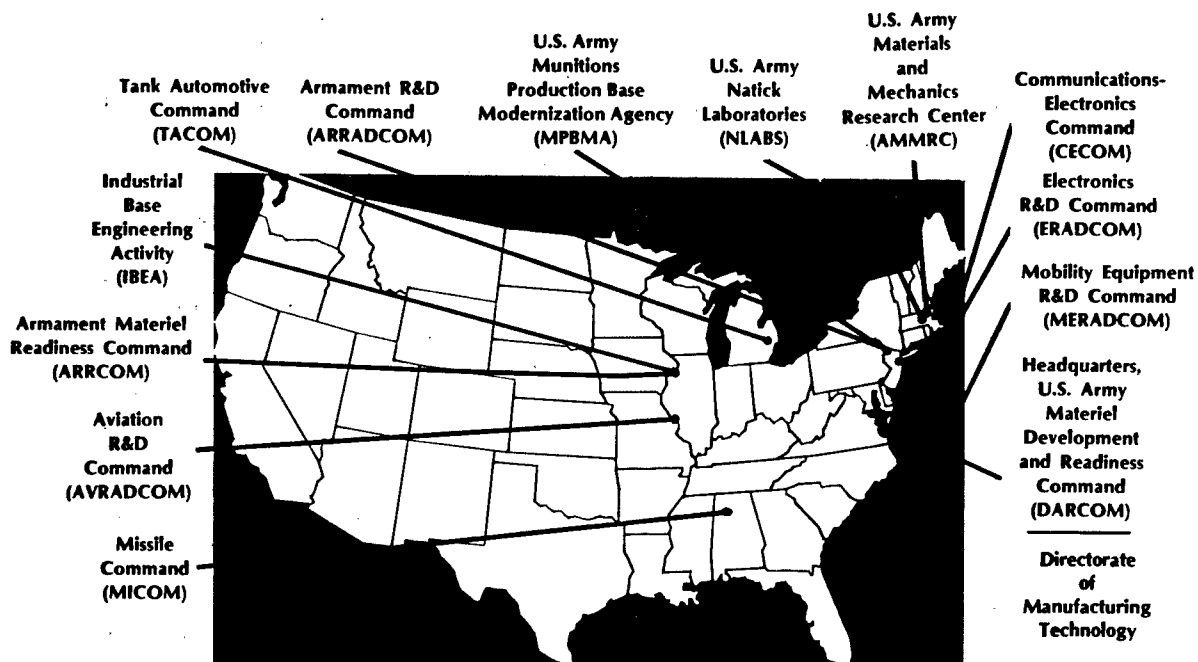 Tank Automotive
Command
(TACOM)
Armament R&D
Command
(ARRADCOM)
U.S. Army
Munitions
Production Base
Modernization Agency
(MPBMA)
U.S. Army
Natick
Laboratories
(NLABS)
U.S. Army
Materials
and
Mechanics
Research Center
(AMMRC)
Communications-
Electronics
Command
(CECOM)
Electronics
R&D Command
(ERADCOM)
Mobility Equipment
R&D Command
(MERADCOM)
Headquarters,
U.S. Army
Materiel
Development
and Readiness
Command
(DARCOM)
Directorate
of
Manufacturing
Technology
Industrial
Base
Engineering
Activity
(IBEA)
Armament Materiel
Readiness Command
(ARRCOM)
Aviation
R&D
Command
(AVRADCOM)
Missile
Command
(MICOM)